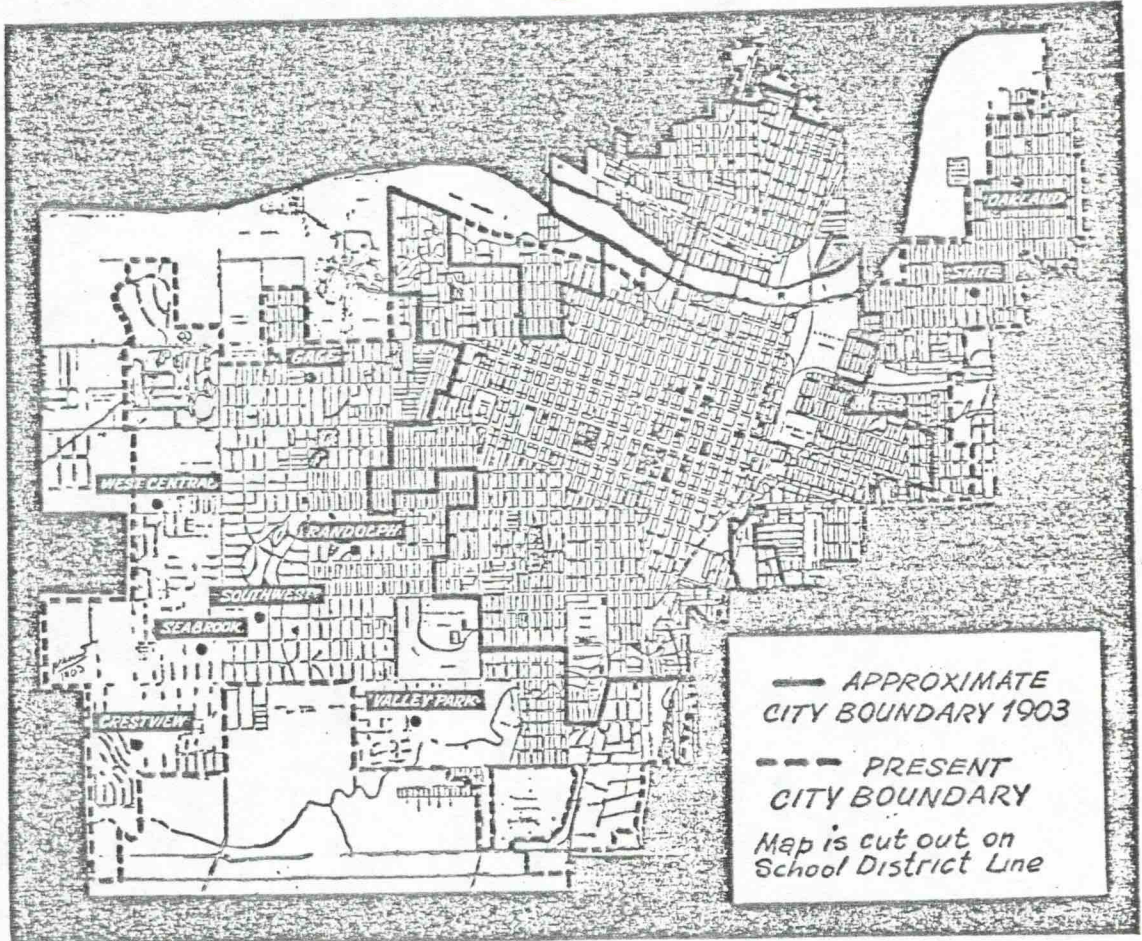 OAKLAND
STATE
GAGE
WEST CENTRAL
RANDOLPH
SOUTHWEST
SEABROOK
VALLEY PARK
CRESTVIEW
APPROXIMATE
CITY BOUNDARY 1903
PRESENT
CITY BOUNDARY
Map is cut out on
School District Line